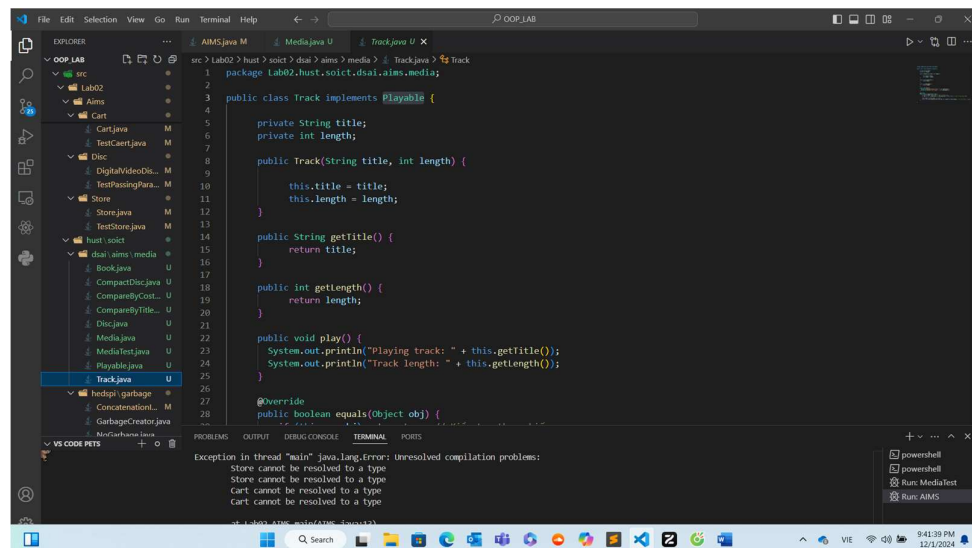 File Edit Selection View Go Run Terminal Help
OOP_LAB
EXPLORER
OOP_LAB
src
Lab02
Aims
Cart
Cart.java M
TestCaert.java M
Disc
DigitalVideoDis... M
TestPassingPara... M
Store
Store.java M
TestStore.java M
hust\soict
dsai\aims\media
Book.java U
CompactDisc.java U
CompareByCost... U
CompareByTitle... U
Disc.java U
Media.java U
MediaTest.java U
Playable.java U
Track.java U
hedspi\garbage
ConcatenationI... M
GarbageCreator.java
NoGarbage.java
VS CODE PETS
25
AIMS.java M Media.java U Track.java U
src > Lab02 > hust > soict > dsai > aims > media > Track.java > Track
1 package Lab02.hust.soict.dsai.aims.media;
2
3 public class Track implements Playable {
4
5 private String title;
6 private int length;
7
8 public Track(String title, int length) {
9
10 this.title = title;
11 this.length = length;
12 }
13
14 public String getTitle() {
15 return title;
16 }
17
18 public int getLength() {
19 return length;
20 }
21
22 public void play() {
23 System.out.println("Playing track: " + this.getTitle());
24 System.out.println("Track length: " + this.getLength());
25 }
26
27 @Override
28 public boolean equals(Object obj) {
PROBLEMS OUTPUT DEBUG CONSOLE TERMINAL PORTS
Exception in thread "main" java.lang.Error: Unresolved compilation problems:
Store cannot be resolved to a type
Store cannot be resolved to a type
Cart cannot be resolved to a type
Cart cannot be resolved to a type
at Lab02.AIMS.main(AIMS.java:13)
powershell
powershell
Run: MediaTest
Run: AIMS
Search
VIE
9:41:39 PM
12/1/2024